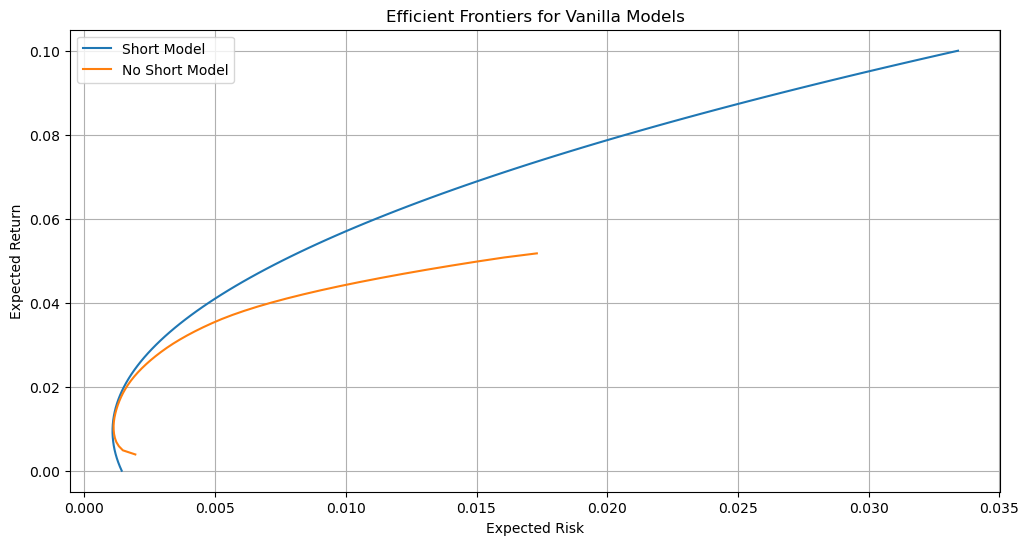 Efficient Frontiers for Vanilla Models
Short Model
No Short Model
Expected Return
0.10
0.08
0.06
0.04
0.02
0.00
0.000 0.005 0.010 0.015 0.020 0.025 0.030 0.035
Expected Risk